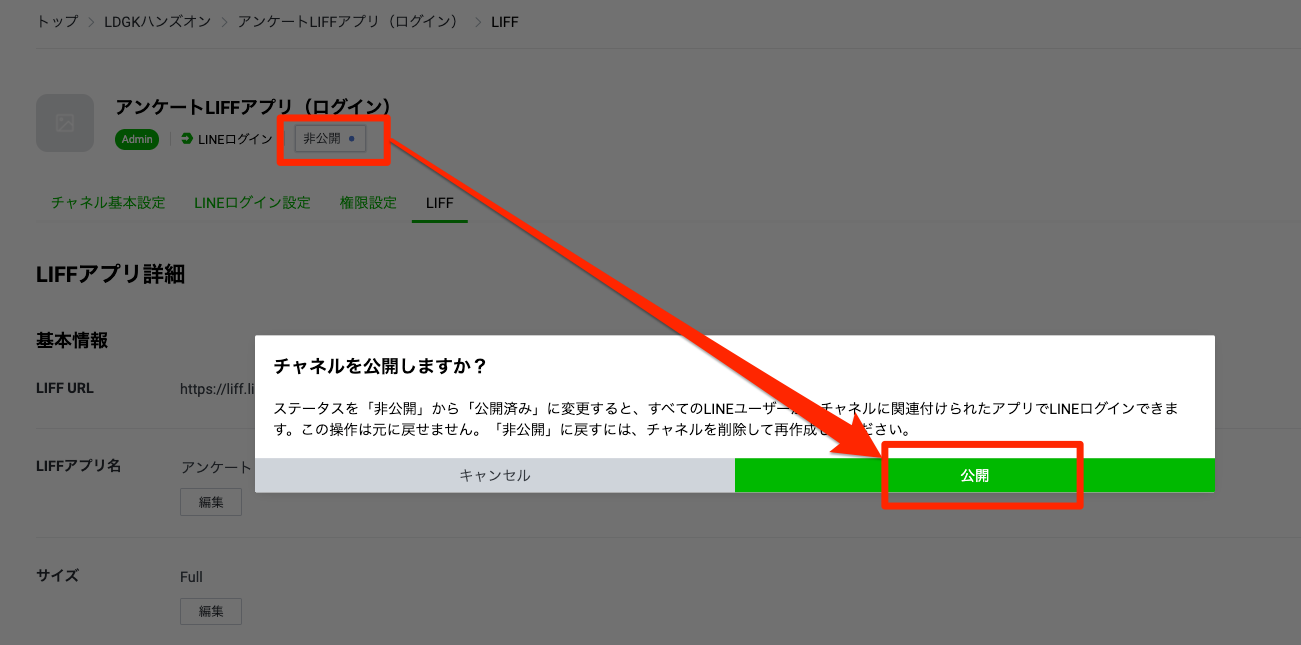 トップ > LDGKハンズオン > アンケートLIFFアプリ（ログイン） > LIFF
アンケートLIFFアプリ（ログイン）
Admin LINEログイン 非公開
チャネル基本設定 LINEログイン設定 権限設定 LIFF
LIFFアプリ詳細
基本情報
LIFF URL https://liff.li
チャネルを公開しますか？
ステータスを「非公開」から「公開済み」に変更すると、すべてのLINEユーザー チャネルに関連付けられたアプリでLINEログインできま
す。この操作は元に戻せません。「非公開」に戻すには、チャネルを削除して再作成 ださい。
キャンセル 公開
LIFFアプリ名 アンケート
編集
サイズ Full
編集